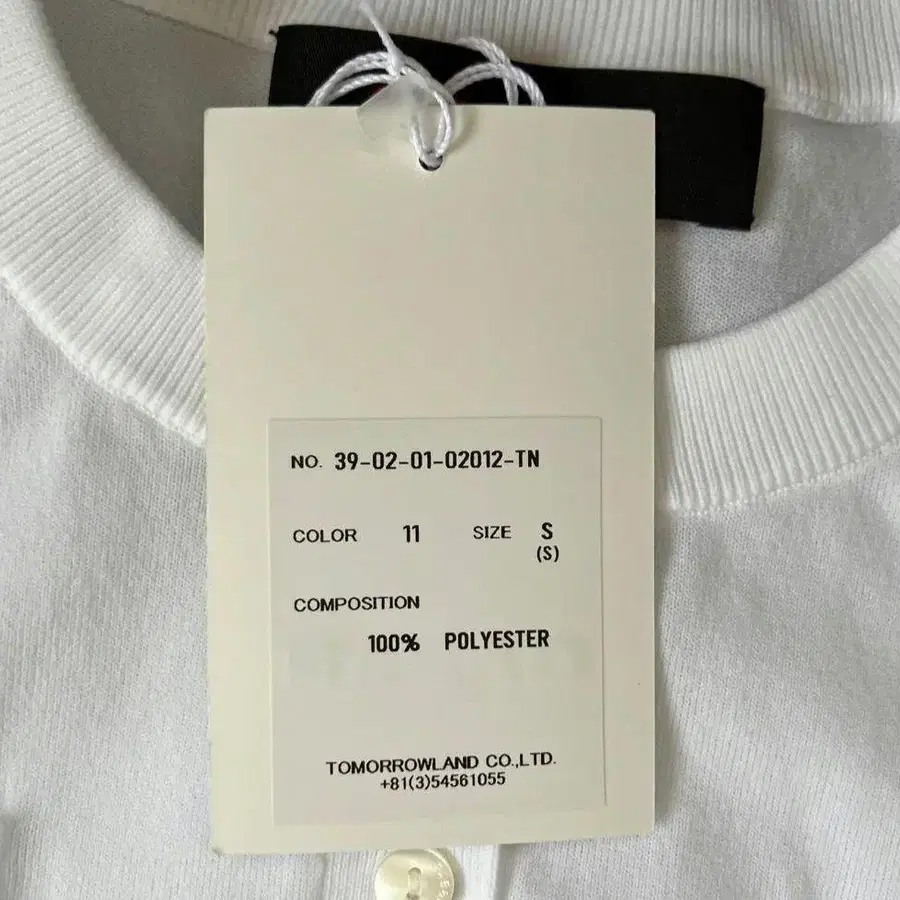 NO. 39-02-01-02012-TN
COLOR 11 SIZE S
(S)
COMPOSITION
100% POLYESTER
TOMORROWLAND CO.,LTD.
+81(3)54561055